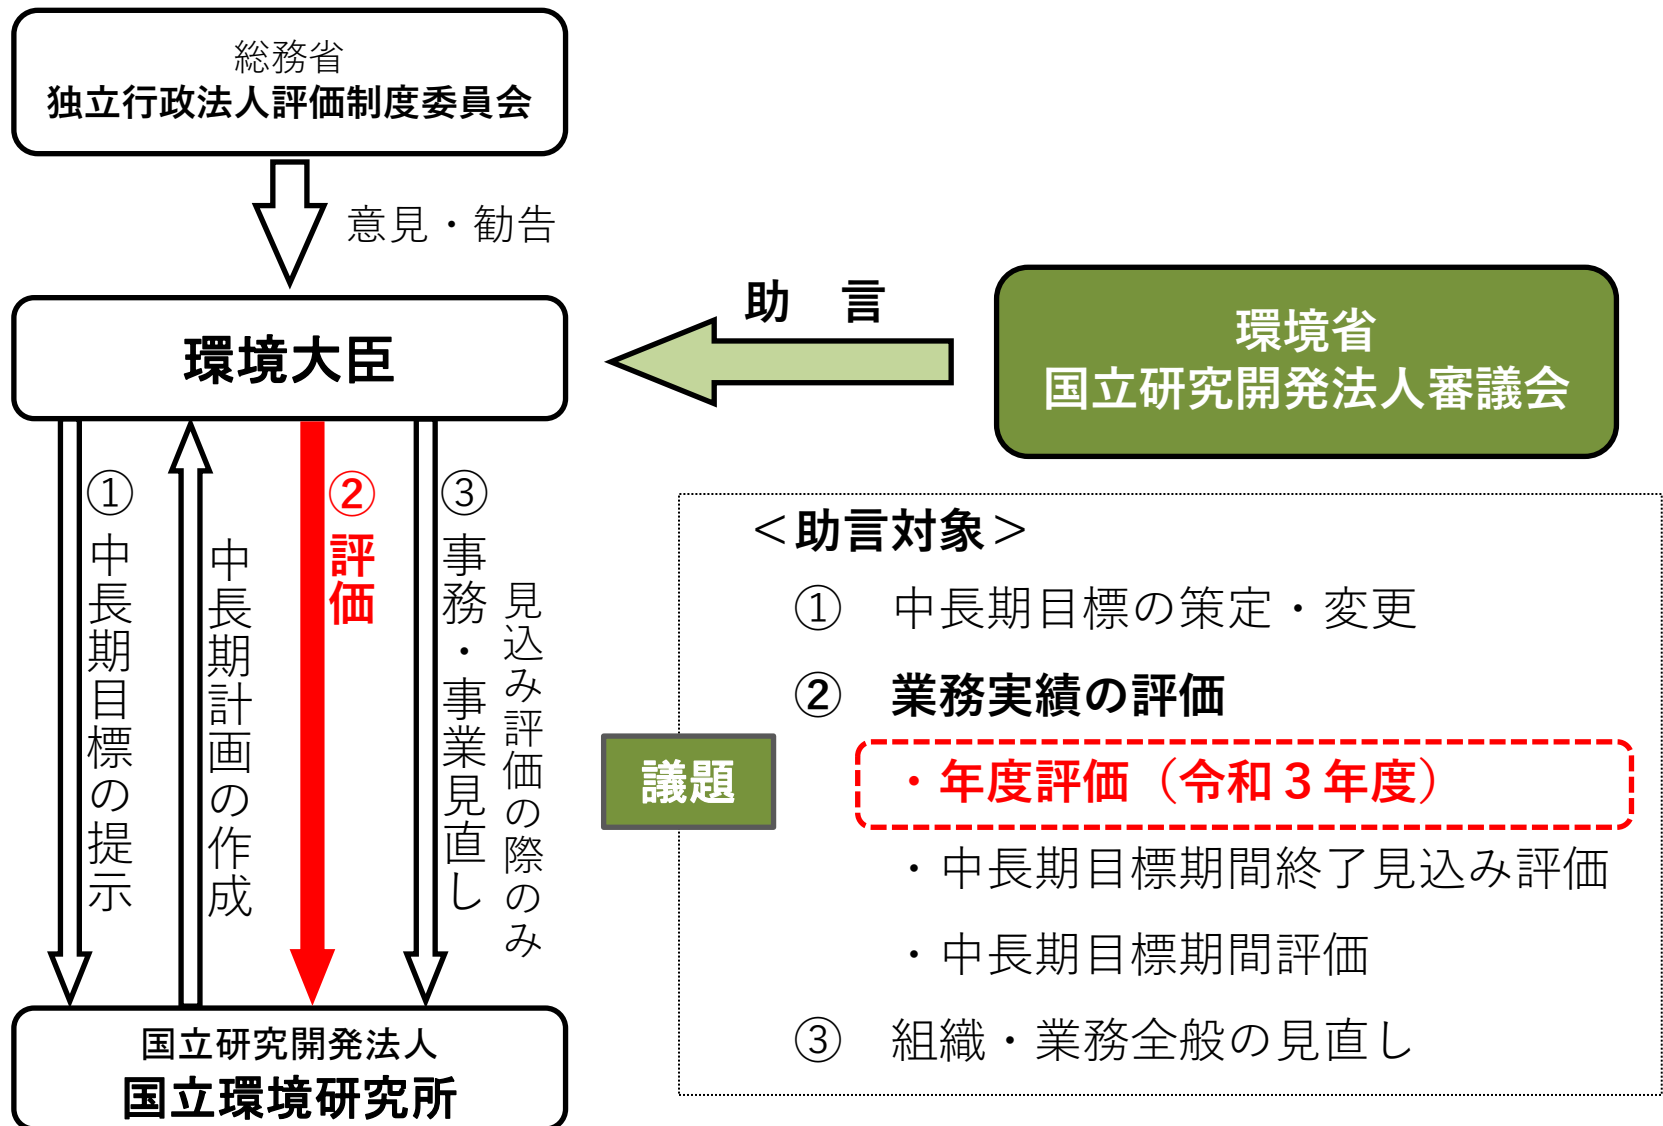 総務省
独立行政法人評価制度委員会
意見・勧告
環境大臣
助　言
環境省
国立研究開発法人審議会
①中長期目標の提示
中長期計画の作成
②評価
③事務・事業見直し
見込み評価の際のみ
国立研究開発法人
国立環境研究所
＜助言対象＞
①　中長期目標の策定・変更
②　業務実績の評価
議題
・年度評価（令和３年度）
・中長期目標期間終了見込み評価
・中長期目標期間評価
③　組織・業務全般の見直し